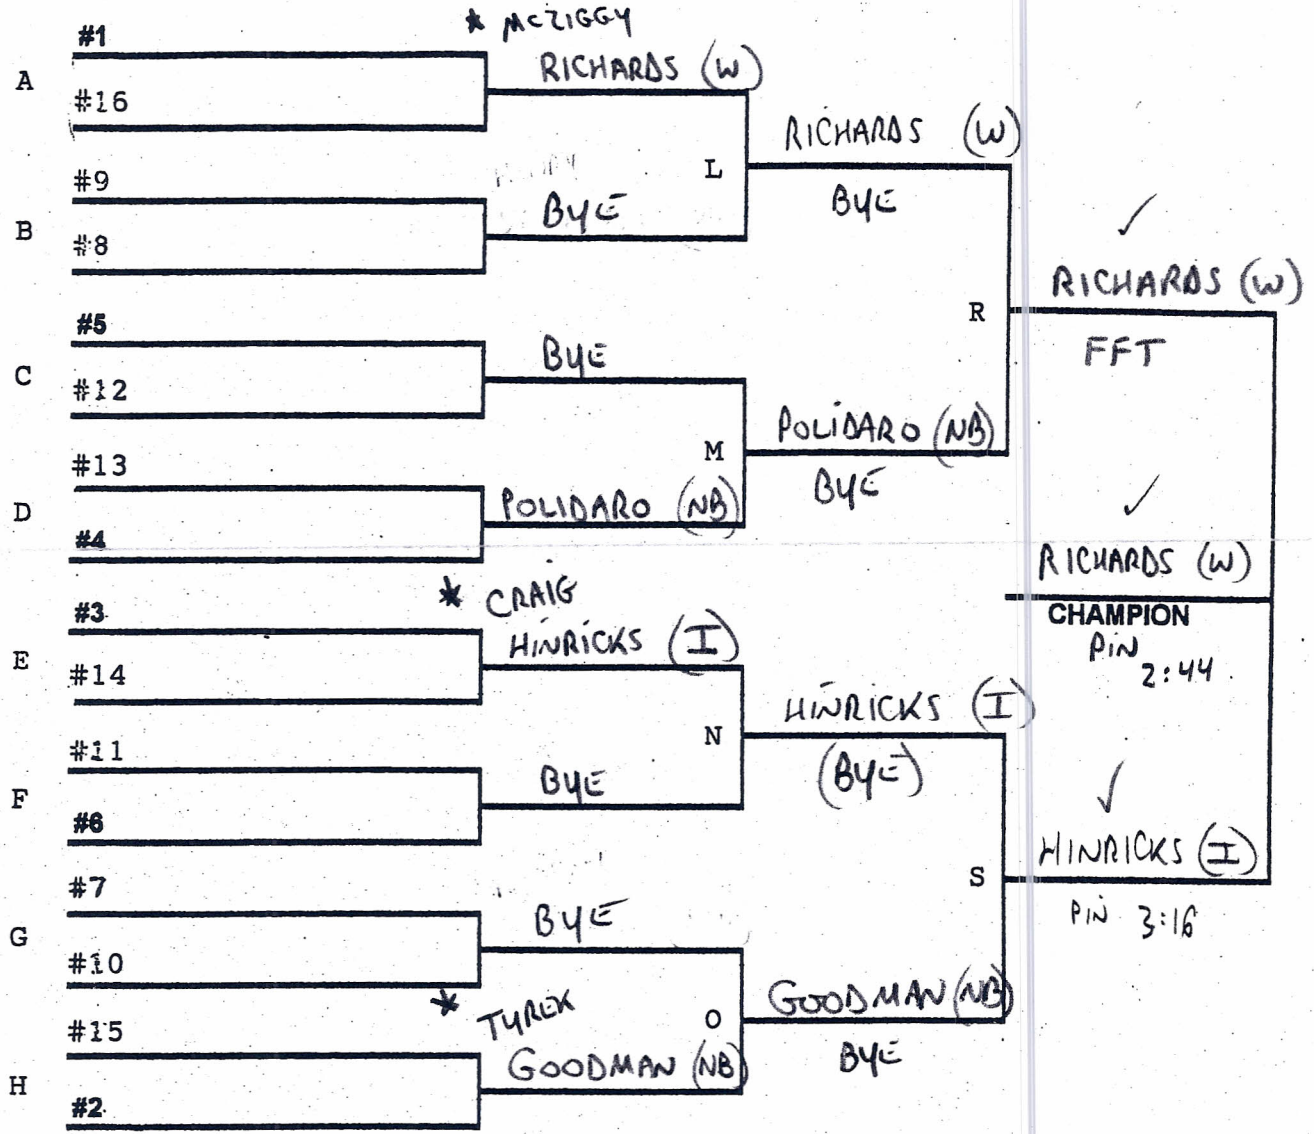 #1
* MCZIGGY
RICHARDS (W)
A
#16
RICHARDS (W)
#9
L
BYE
BYE
B
#8
RICHARDS (W)
#5
R
BYE
FFT
C
#12
POLIDARO (NB)
#13
M
BYE
D
POLIDARO (NB)
#4
RICHARDS (W)
* CRAIG
#3
CHAMPION
HINRICKS (I)
PIN
2:44
E
#14
HINRICKS (I)
#11
N
BYE
(BYE)
F
#6
HINRICKS (I)
#7
S
BYE
PIN 3:16
G
#10
GOODMAN (NB)
* TYREK
#15
O
GOODMAN (NB)
BYE
H
#2